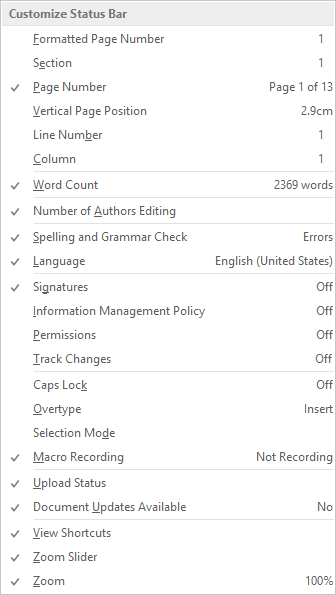 Customize Status Bar
Formatted Page Number 1
Section 1
Page Number Page 1 of 13
Vertical Page Position 2.9cm
Line Number 1
Column 1
Word Count 2369 words
Number of Authors Editing
Spelling and Grammar Check Errors
Language English (United States)
Signatures Off
Information Management Policy Off
Permissions Off
Track Changes Off
Caps Lock Off
Overtype Insert
Selection Mode
Macro Recording Not Recording
Upload Status
Document Updates Available No
View Shortcuts
Zoom Slider
Zoom 100%